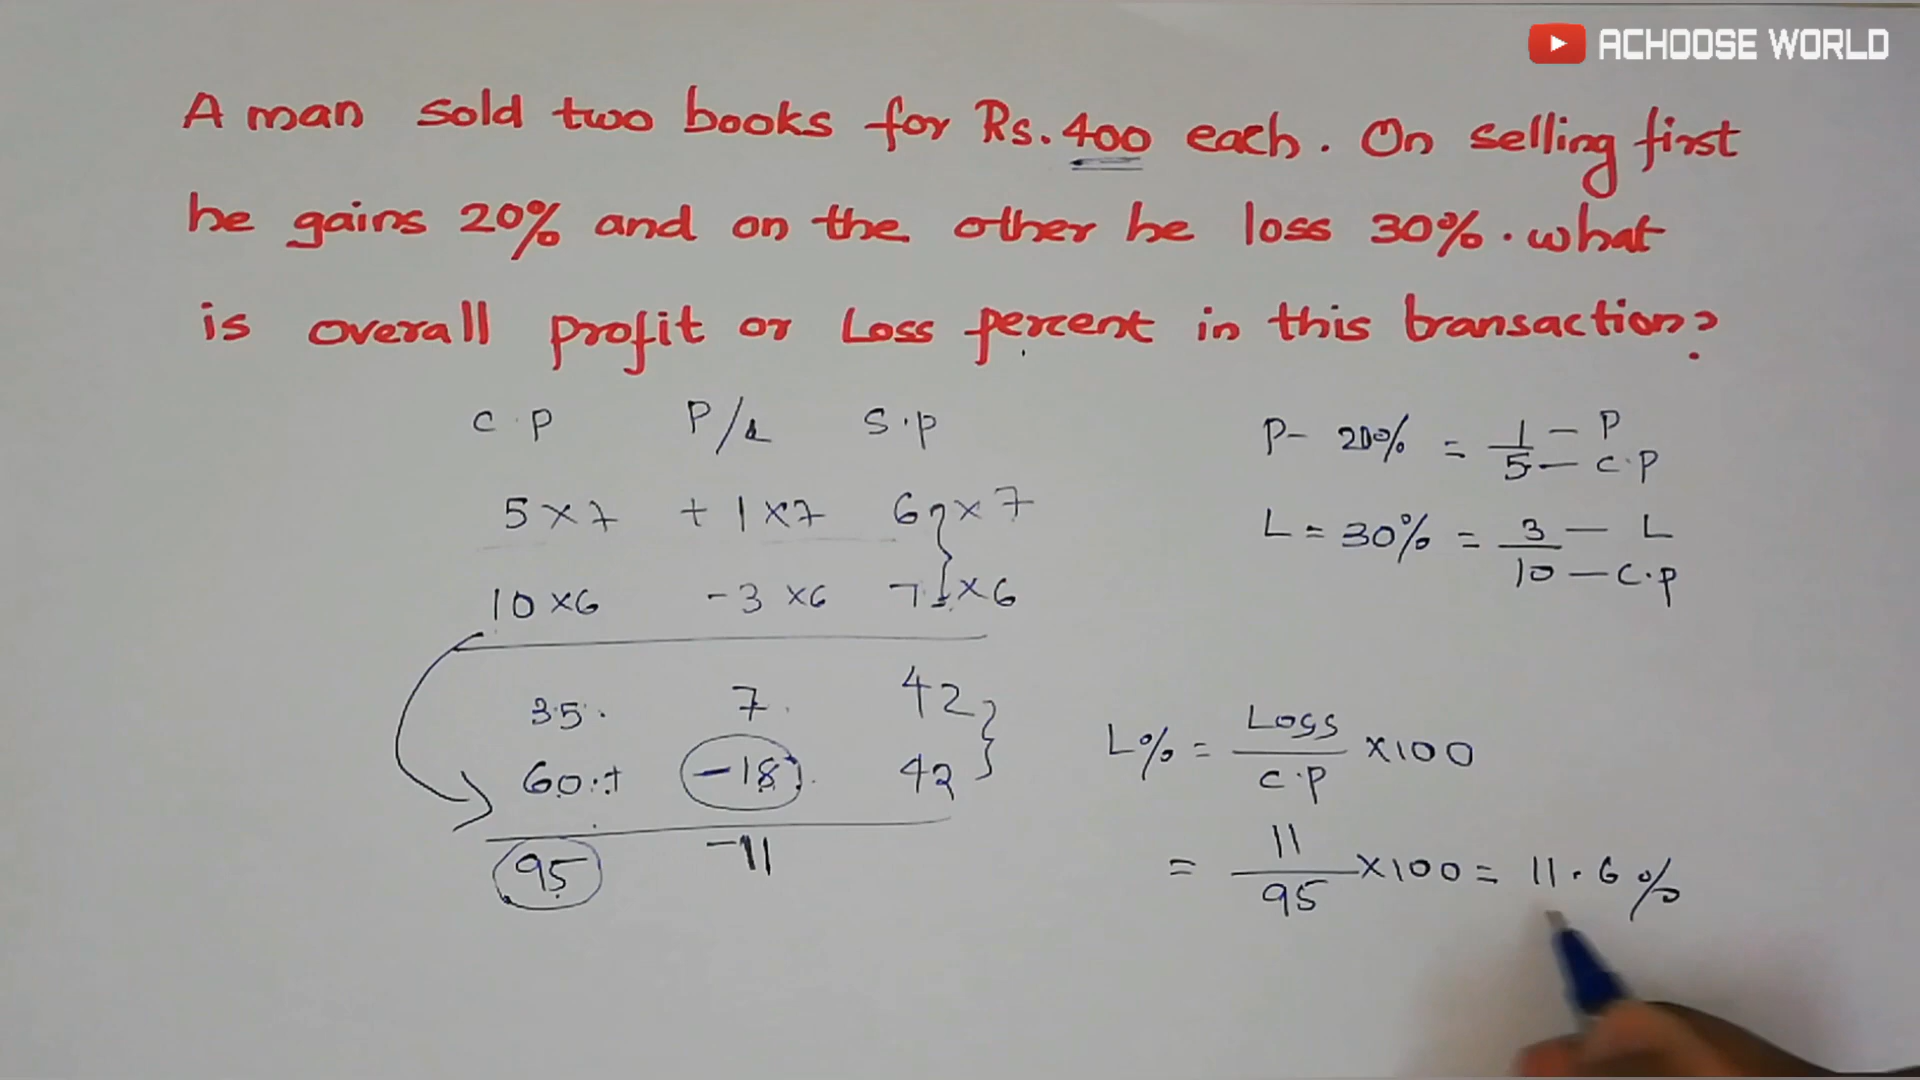 ACHOOSE WORLD
A man sold two books for Rs.400 each. On selling first
he gains 20% and on the other he loss 30%. what
is overall profit or Loss percent in this transaction?
C.P P/L S.P
5×7 +1×7 6×7
10×6 -3×6 7×6
35 7 42
60+ -18 42
95 -11
P- 20% = 1/5 - P - C.P
L = 30% = 3/10 - L - C.P
L% = Loss/C.P ×100
= 11/95 ×100 = 11.6%